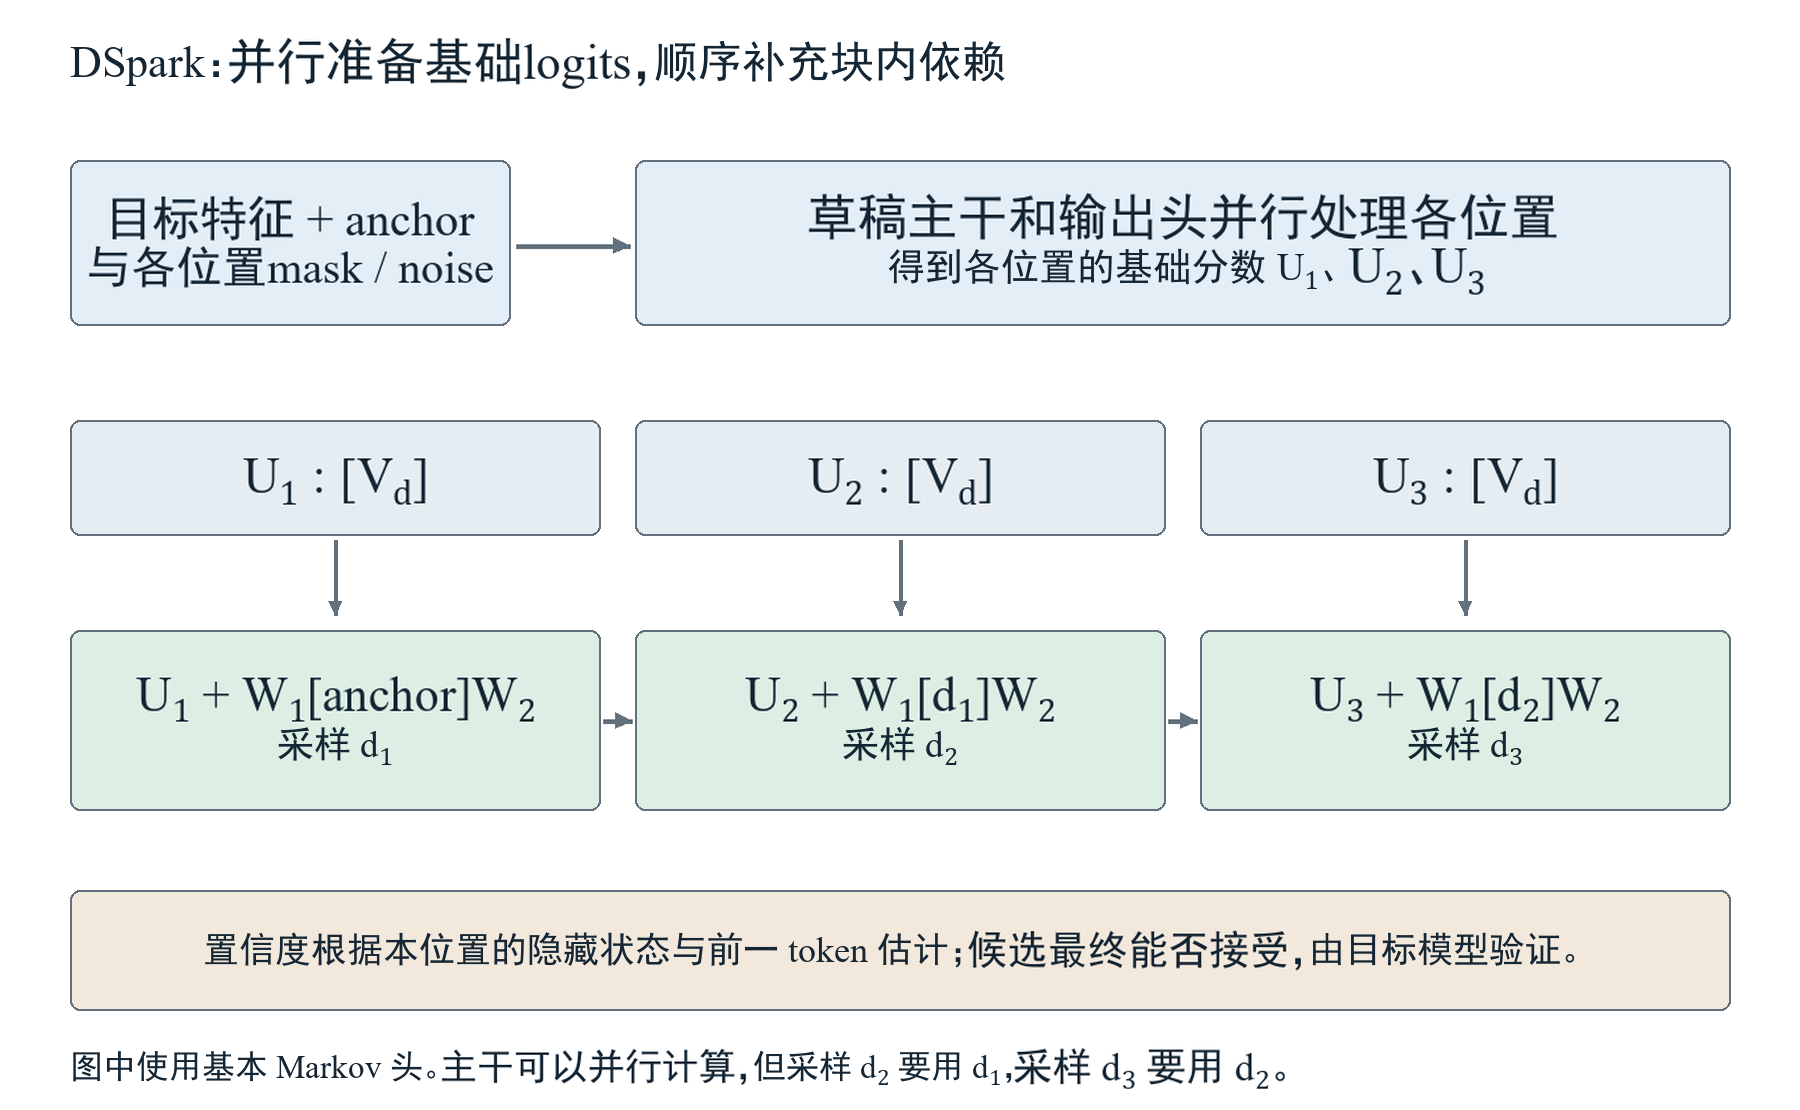 DSpark:并行准备基础logits,顺序补充块内依赖
目标特征 + anchor
与各位置mask / noise
草稿主干和输出头并行处理各位置
得到各位置的基础分数 U₁、U₂、U₃
U₁ : [V_d]
U₂ : [V_d]
U₃ : [V_d]
U₁ + W₁[anchor]W₂
采样 d₁
U₂ + W₁[d₁]W₂
采样 d₂
U₃ + W₁[d₂]W₂
采样 d₃
置信度根据本位置的隐藏状态与前一 token 估计;候选最终能否接受,由目标模型验证。
图中使用基本 Markov 头。主干可以并行计算,但采样 d₂ 要用 d₁,采样 d₃ 要用 d₂。